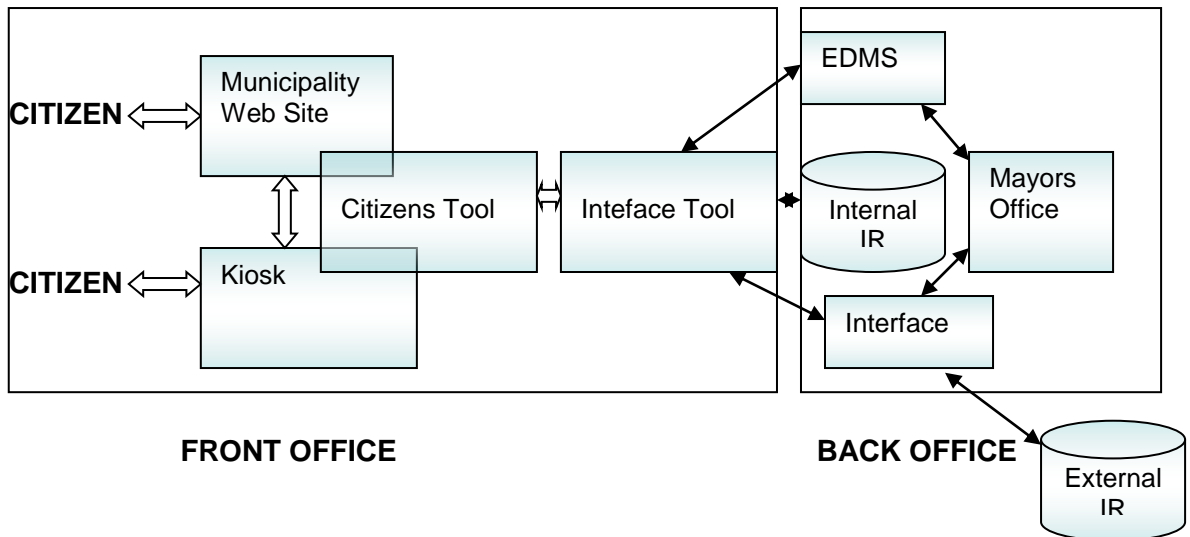 CITIZEN
Municipality
Web Site
CITIZEN
Kiosk
Citizens Tool
Inteface Tool
EDMS
Internal
IR
Mayors
Office
Interface
FRONT OFFICE
BACK OFFICE
External
IR